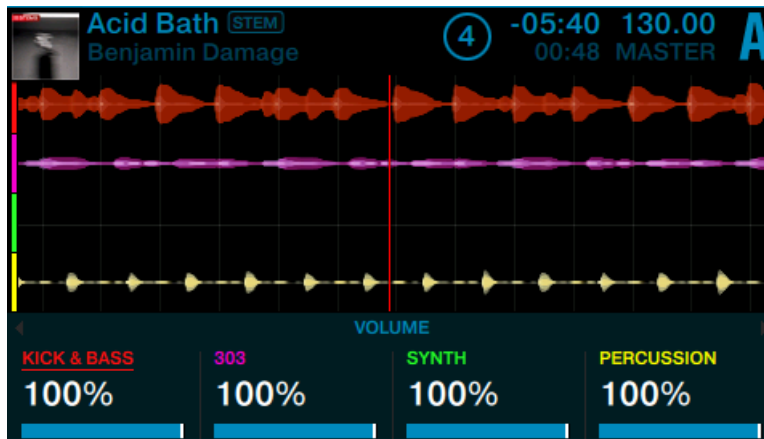 Acid Bath STEM
Benjamin Damage
4
-05:40 130.00
00:48 MASTER
A
VOLUME
KICK & BASS
303
SYNTH
PERCUSSION
100%
100%
100%
100%